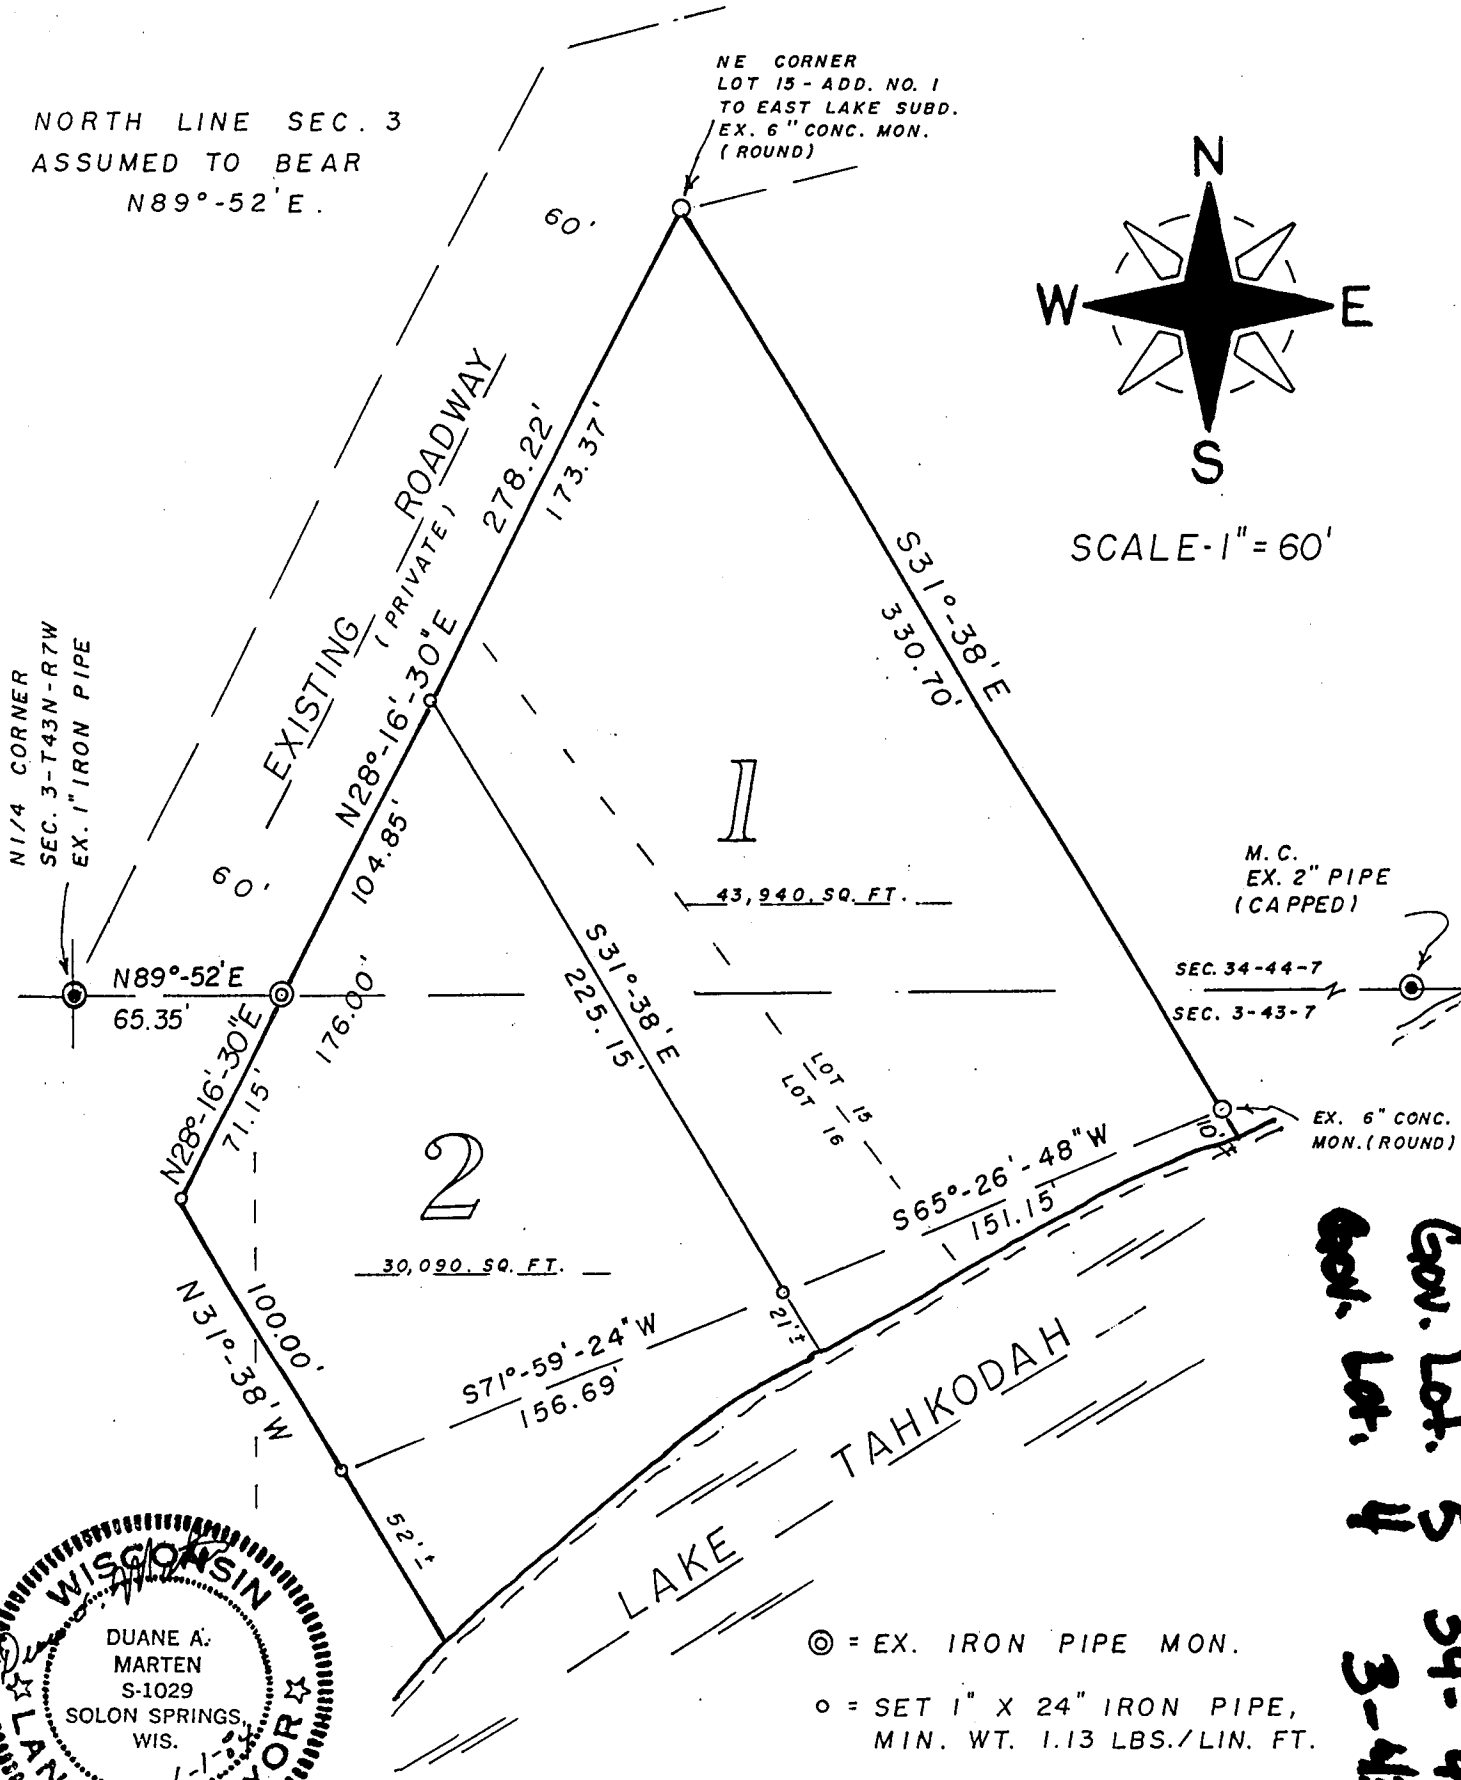 NE CORNER
LOT 15 - ADD. NO. 1
TO EAST LAKE SUBD.
EX. 6" CONC. MON.
(ROUND)
NORTH LINE SEC. 3
ASSUMED TO BEAR
N89°-52'E.
N
W E
S
SCALE-1"=60'
60'
EXISTING ROADWAY
(PRIVATE)
278.22'
173.37'
S31°-38'E
330.70'
N28°-16'-30"E
104.85'
N1/4 CORNER
SEC. 3-T43N-R7W
EX. 1" IRON PIPE
60'
1
43,940. SQ. FT.
M. C.
EX. 2" PIPE
(CAPPED)
N89°-52'E
65.35'
176.00'
S31°-38'E
225.15'
SEC. 34-44-7
SEC. 3-43-7
N28°-16'-30"E
71.15'
LOT 15
LOT 16
EX. 6" CONC.
MON. (ROUND)
10'±
S65°-26'-48"W
151.15'
2
30,090. SQ. FT.
N31°-38'W
100.00'
S71°-59'-24"W
156.69'
21'±
52'±
LAKE TAHKODAH
Gov. Lot. 5 34-4
Gov. Lot. 4 3-4
WISCONSIN
DUANE A.
MARTEN
S-1029
SOLON SPRINGS,
WIS.
LAN YOR
◎ = EX. IRON PIPE MON.
○ = SET 1" X 24" IRON PIPE,
MIN. WT. 1.13 LBS./LIN. FT.